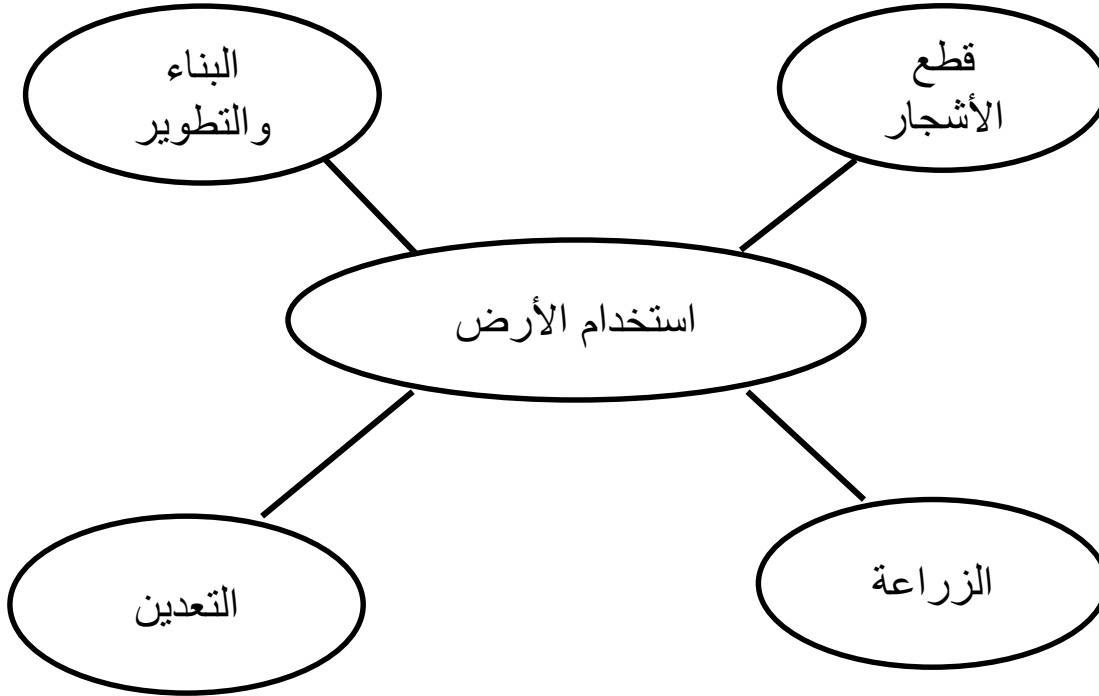 قطع
الأشجار
البناء
والتطوير
استخدام الأرض
الزراعة
التعدين